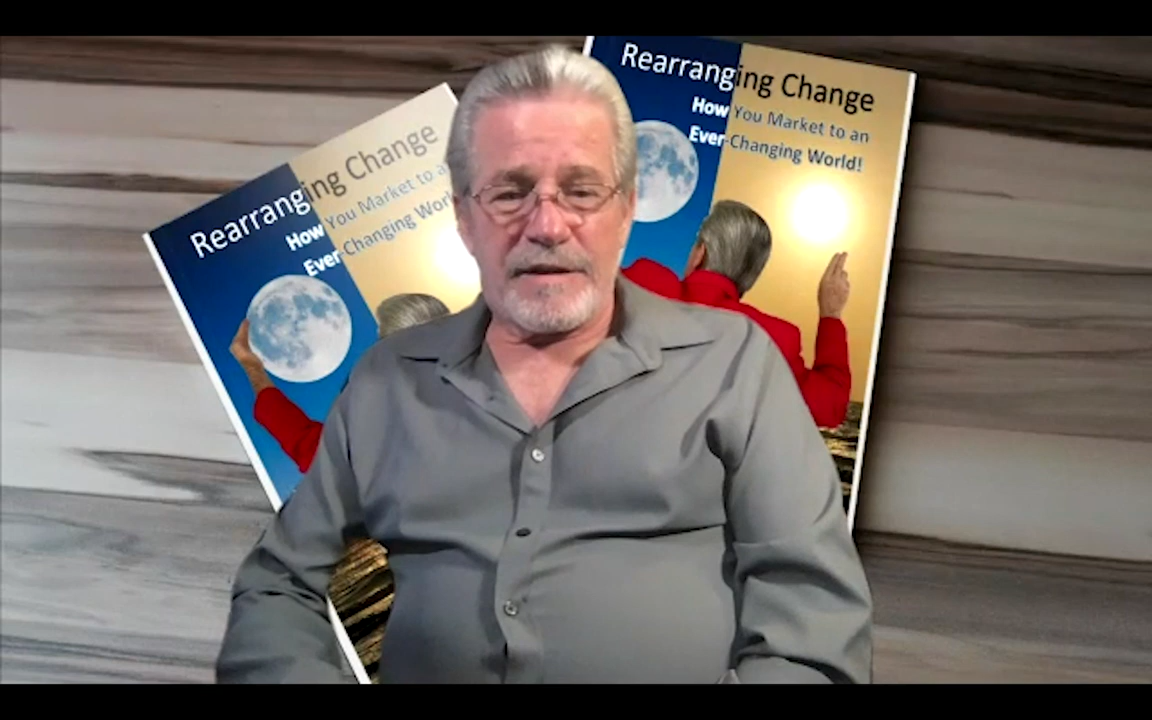 Rearranging Change
How You Market to a
Ever-Changing
Rearranging Change
How You Market to an
Ever-Changing World!